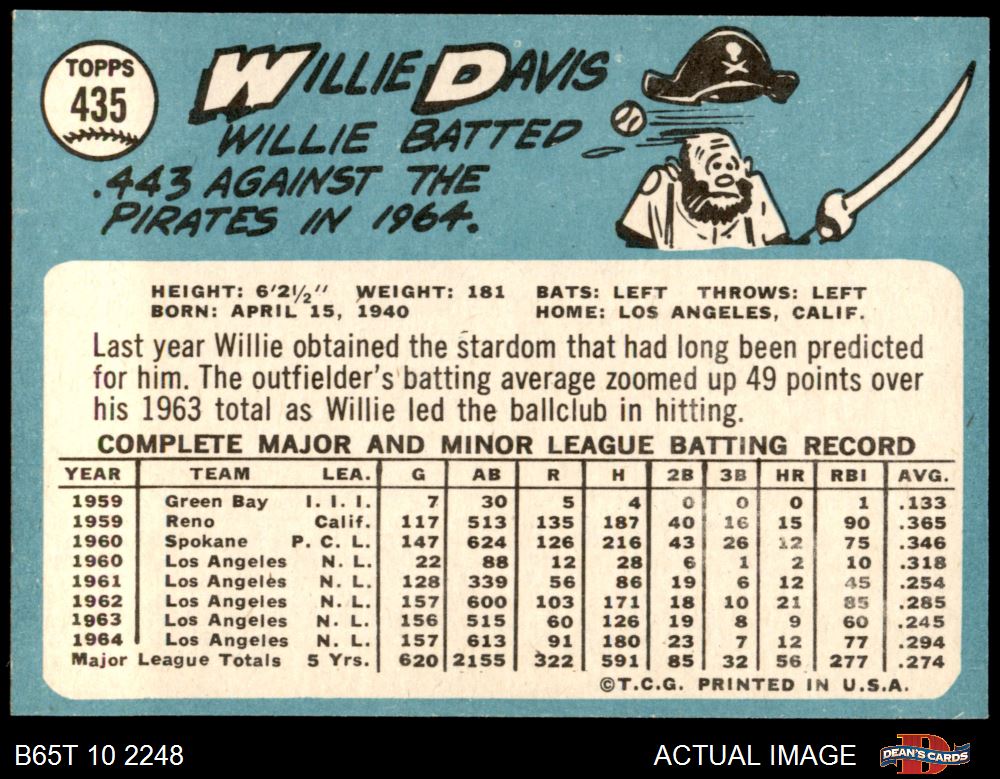 TOPPS
435
WILLIE DAVIS
WILLIE BATTED
.443 AGAINST THE
PIRATES IN 1964.
HEIGHT: 6'2½" WEIGHT: 181 BATS: LEFT THROWS: LEFT
BORN: APRIL 15, 1940 HOME: LOS ANGELES, CALIF.
Last year Willie obtained the stardom that had long been predicted
for him. The outfielder's batting average zoomed up 49 points over
his 1963 total as Willie led the ballclub in hitting.
COMPLETE MAJOR AND MINOR LEAGUE BATTING RECORD
YEAR TEAM LEA. G AB R H 2B 3B HR RBI AVG.
1959 Green Bay I. I. I. 7 30 5 4 0 0 0 1 .133
1959 Reno Calif. 117 513 135 187 40 16 15 90 .365
1960 Spokane P. C. L. 147 624 126 216 43 26 12 75 .346
1960 Los Angeles N. L. 22 88 12 28 6 1 2 10 .318
1961 Los Angeles N. L. 128 339 56 86 19 6 12 45 .254
1962 Los Angeles N. L. 157 600 103 171 18 10 21 85 .285
1963 Los Angeles N. L. 156 515 60 126 19 8 9 60 .245
1964 Los Angeles N. L. 157 613 91 180 23 7 12 77 .294
Major League Totals 5 Yrs. 620 2155 322 591 85 32 56 277 .274
©T.C.G. PRINTED IN U.S.A.
B65T 10 2248 ACTUAL IMAGE DEAN'S CARDS